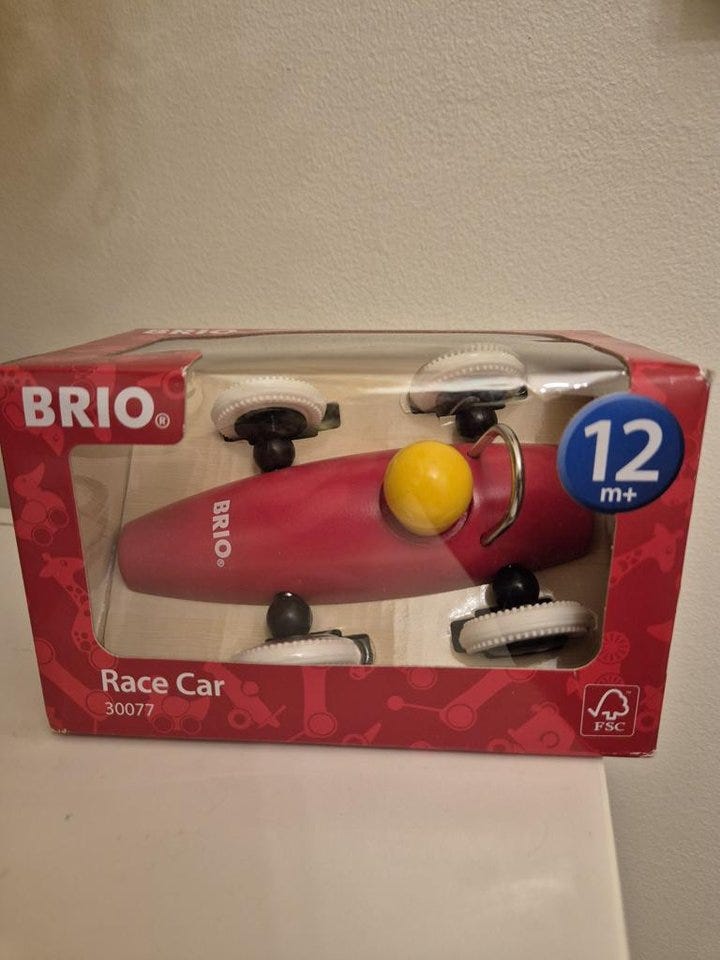 BRIO
BRIO®
12
m+
BRIO®
Race Car
30077
FSC